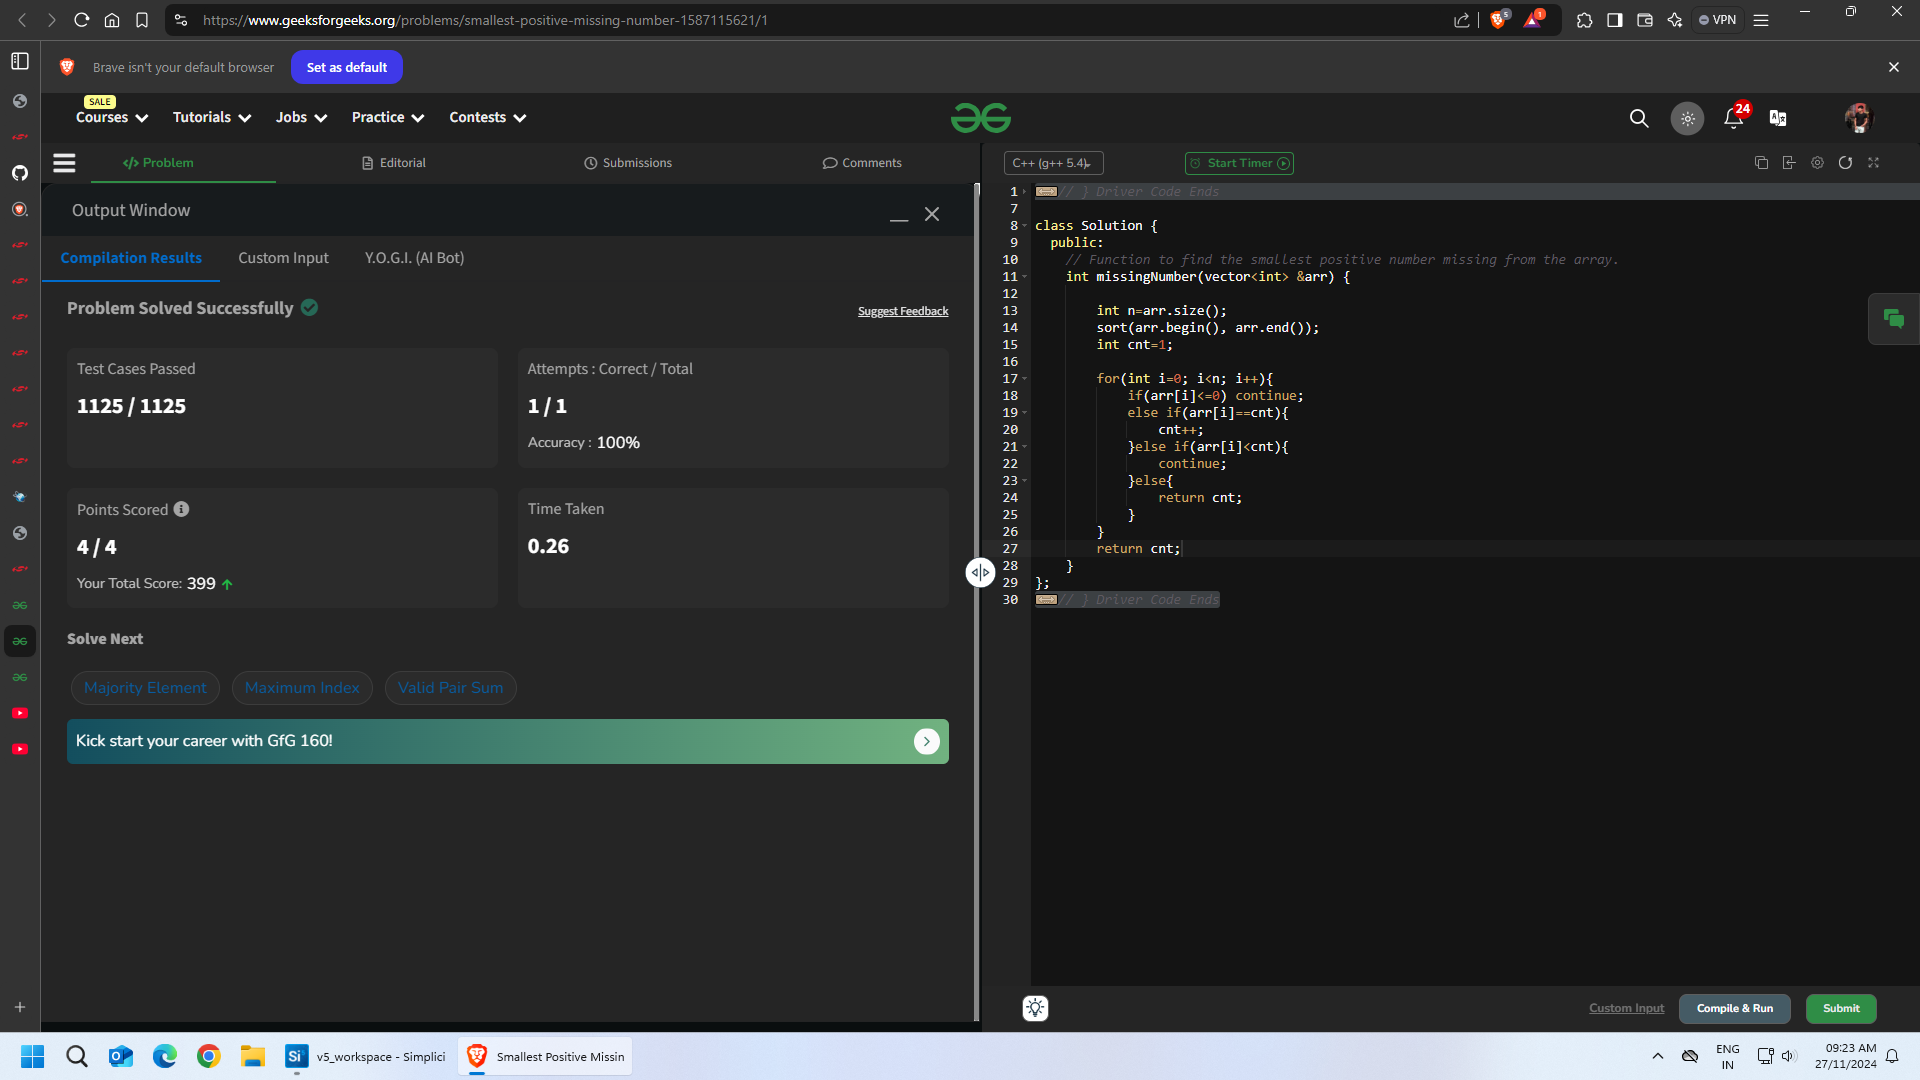 https://www.geeksforgeeks.org/problems/smallest-positive-missing-number-1587115621/1
5
1
VPN
Brave isn't your default browser
Set as default
SALE
Courses
Tutorials
Jobs
Practice
Contests
24
</> Problem
Editorial
Submissions
Comments
C++ (g++ 5.4)
Start Timer
Output Window
Compilation Results
Custom Input
Y.O.G.I. (AI Bot)
Problem Solved Successfully
Suggest Feedback
Test Cases Passed
1125 / 1125
Attempts : Correct / Total
1 / 1
Accuracy : 100%
Points Scored
4 / 4
Your Total Score: 399
Time Taken
0.26
Solve Next
Majority Element
Maximum Index
Valid Pair Sum
Kick start your career with GfG 160!
1 // } Driver Code Ends
7
8 class Solution {
9 public:
10 // Function to find the smallest positive number missing from the array.
11 int missingNumber(vector<int> &arr) {
12
13 int n=arr.size();
14 sort(arr.begin(), arr.end());
15 int cnt=1;
16
17 for(int i=0; i<n; i++){
18 if(arr[i]<=0) continue;
19 else if(arr[i]==cnt){
20 cnt++;
21 }else if(arr[i]<cnt){
22 continue;
23 }else{
24 return cnt;
25 }
26 }
27 return cnt;
28 }
29 };
30 // } Driver Code Ends
Custom Input
Compile & Run
Submit
Si
v5_workspace - Simplici
Smallest Positive Missin
ENG
IN
09:23 AM
27/11/2024